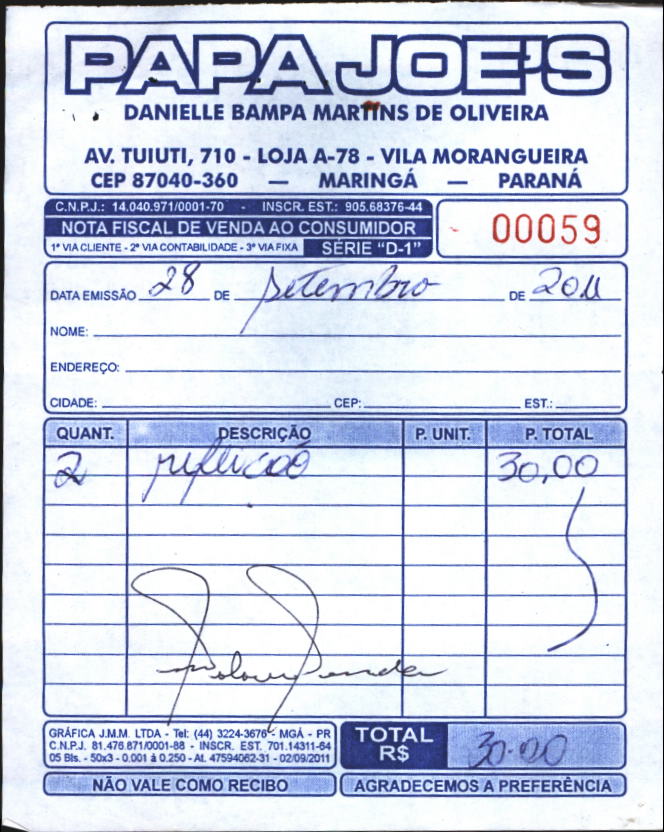 PAPA JOE'S
DANIELLE BAMPA MARTINS DE OLIVEIRA
AV. TUIUTI, 710 - LOJA A-78 - VILA MORANGUEIRA
CEP 87040-360 — MARINGÁ — PARANÁ
C.N.P.J.: 14.040.971/0001-70 - INSCR. EST.: 905.68376-44
NOTA FISCAL DE VENDA AO CONSUMIDOR
1ª VIA CLIENTE - 2ª VIA CONTABILIDADE - 3ª VIA FIXA SÉRIE "D-1"
00059
DATA EMISSÃO 28 DE setembro DE 2011
NOME:
ENDEREÇO:
CIDADE: CEP: EST.:
QUANT. DESCRIÇÃO P. UNIT. P. TOTAL
2 refeição 30,00
GRÁFICA J.M.M. LTDA - Tel: (44) 3224-3676 - MGÁ - PR
C.N.P.J. 81.476.871/0001-88 - INSCR. EST. 701.14311-64
05 Bls. - 50x3 - 0.001 à 0.250 - At. 47594062-31 - 02/09/2011
TOTAL
R$ 30.00
NÃO VALE COMO RECIBO
AGRADECEMOS A PREFERÊNCIA